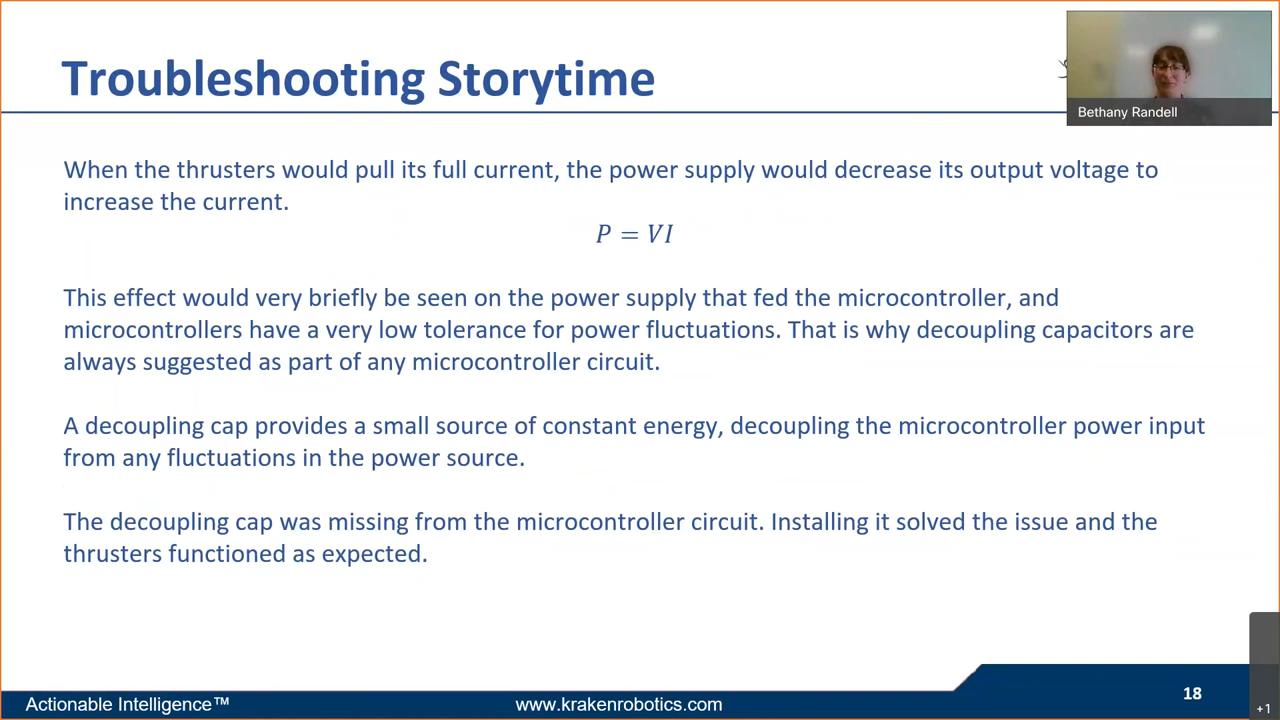 Troubleshooting Storytime
Bethany Randell
When the thrusters would pull its full current, the power supply would decrease its output voltage to
increase the current.
P = VI
This effect would very briefly be seen on the power supply that fed the microcontroller, and
microcontrollers have a very low tolerance for power fluctuations. That is why decoupling capacitors are
always suggested as part of any microcontroller circuit.
A decoupling cap provides a small source of constant energy, decoupling the microcontroller power input
from any fluctuations in the power source.
The decoupling cap was missing from the microcontroller circuit. Installing it solved the issue and the
thrusters functioned as expected.
Actionable Intelligence™
www.krakenrobotics.com
18
+1